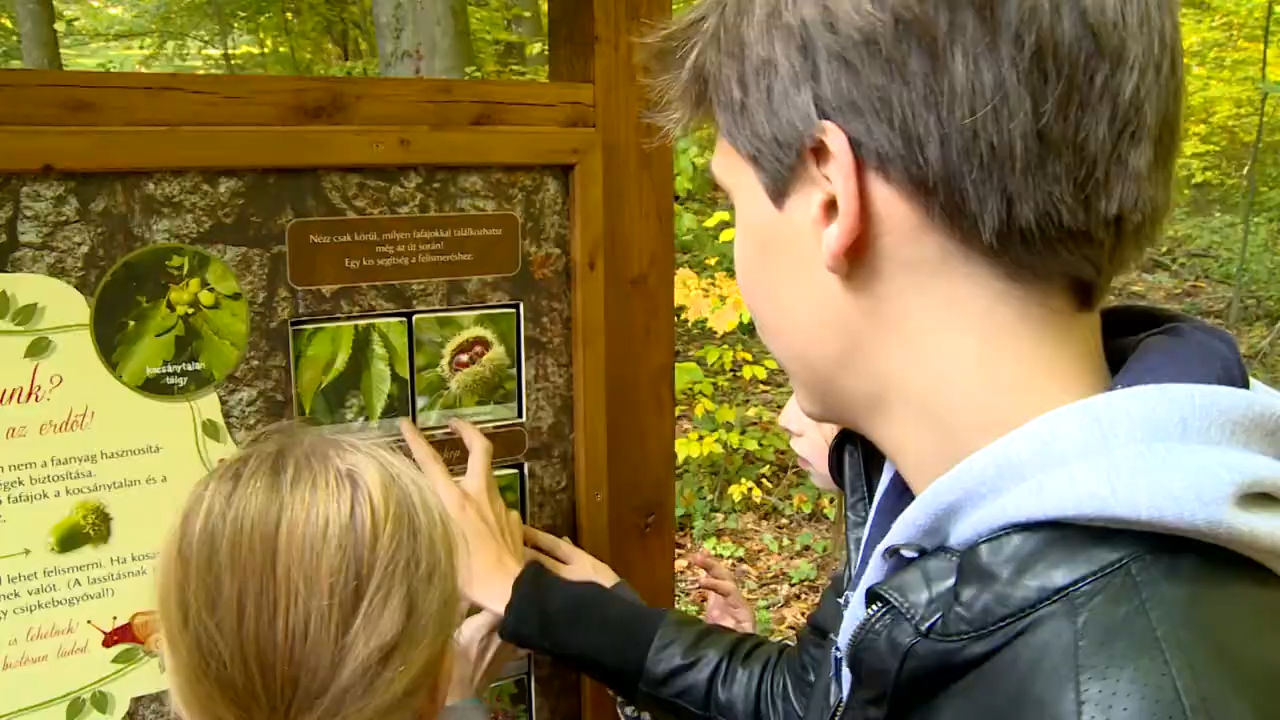 Nézz csak körül, milyen fafajokkal találkozhatsz
még az út során!
Egy kis segítség a felismeréshez.
kocsánytalan
tölgy
unk?
az erdőt!
n nem a faanyag hasznosítá-
égek biztosítása.
ő fafajok a kocsánytalan és a
z.
l lehet felismerni. Ha kosa
nek valót. (A lassításnak
y csipkebogyóval!)
is lehetnek!
biztosan tudod.